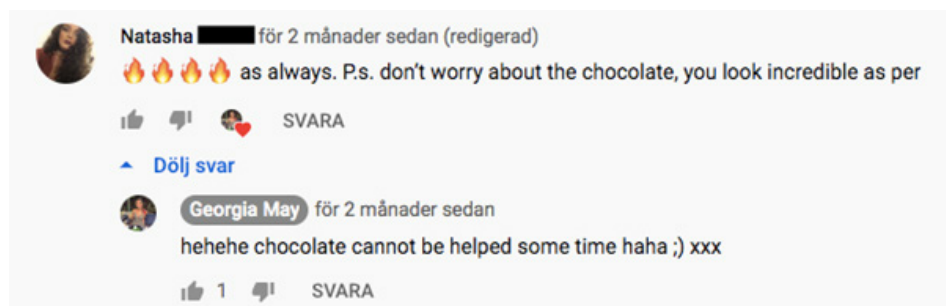 Natasha för 2 månader sedan (redigerad)
🔥🔥🔥🔥 as always. P.s. don't worry about the chocolate, you look incredible as per
SVARA
Dölj svar
Georgia May för 2 månader sedan
hehehe chocolate cannot be helped some time haha ;) xxx
1 SVARA